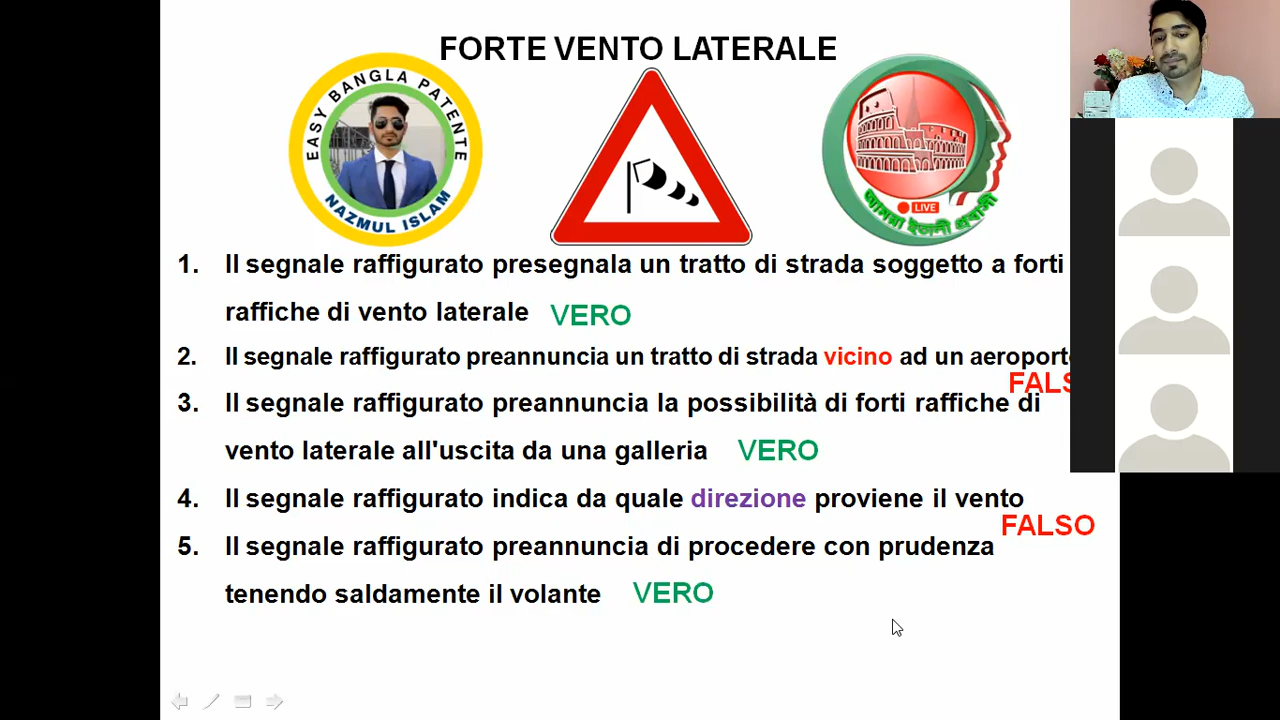 FORTE VENTO LATERALE
EASY BANGLA PATENTE
NAZMUL ISLAM
LIVE
আমরা ইতালী প্রবাসী
1. Il segnale raffigurato presegnala un tratto di strada soggetto a forti
raffiche di vento laterale VERO
2. Il segnale raffigurato preannuncia un tratto di strada vicino ad un aeroporto
FALS
3. Il segnale raffigurato preannuncia la possibilità di forti raffiche di
vento laterale all'uscita da una galleria VERO
4. Il segnale raffigurato indica da quale direzione proviene il vento
FALSO
5. Il segnale raffigurato preannuncia di procedere con prudenza
tenendo saldamente il volante VERO